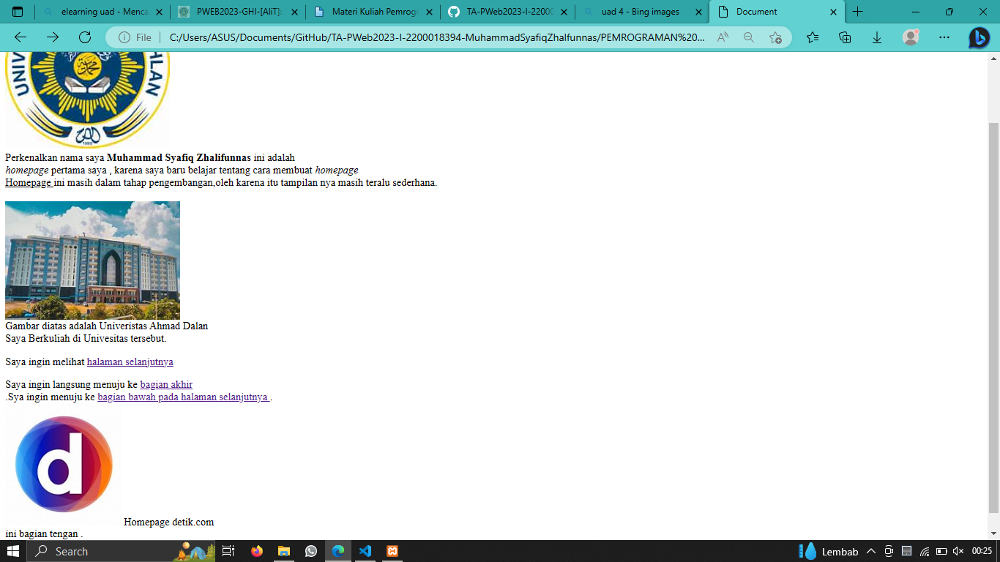 elearning uad - Menca
PWEB2023-GHI-[AliT]:
Materi Kuliah Pemrogr
TA-PWeb2023-I-22000
uad 4 - Bing images
Document
File
C:/Users/ASUS/Documents/GitHub/TA-PWeb2023-I-2200018394-MuhammadSyafiqZhalfunnas/PEMROGRAMAN%20...
UNIV
HLAN
1960
Perkenalkan nama saya Muhammad Syafiq Zhalifunnas ini adalah
homepage pertama saya , karena saya baru belajar tentang cara membuat homepage
Homepage ini masih dalam tahap pengembangan,oleh karena itu tampilan nya masih teralu sederhana.
Gambar diatas adalah Univeristas Ahmad Dalan
Saya Berkuliah di Univesitas tersebut.
Saya ingin melihat halaman selanjutnya
Saya ingin langsung menuju ke bagian akhir
.Sya ingin menuju ke bagian bawah pada halaman selanjutnya .
d
Homepage detik.com
ini bagian tengan .
Search
Lembab
00:25